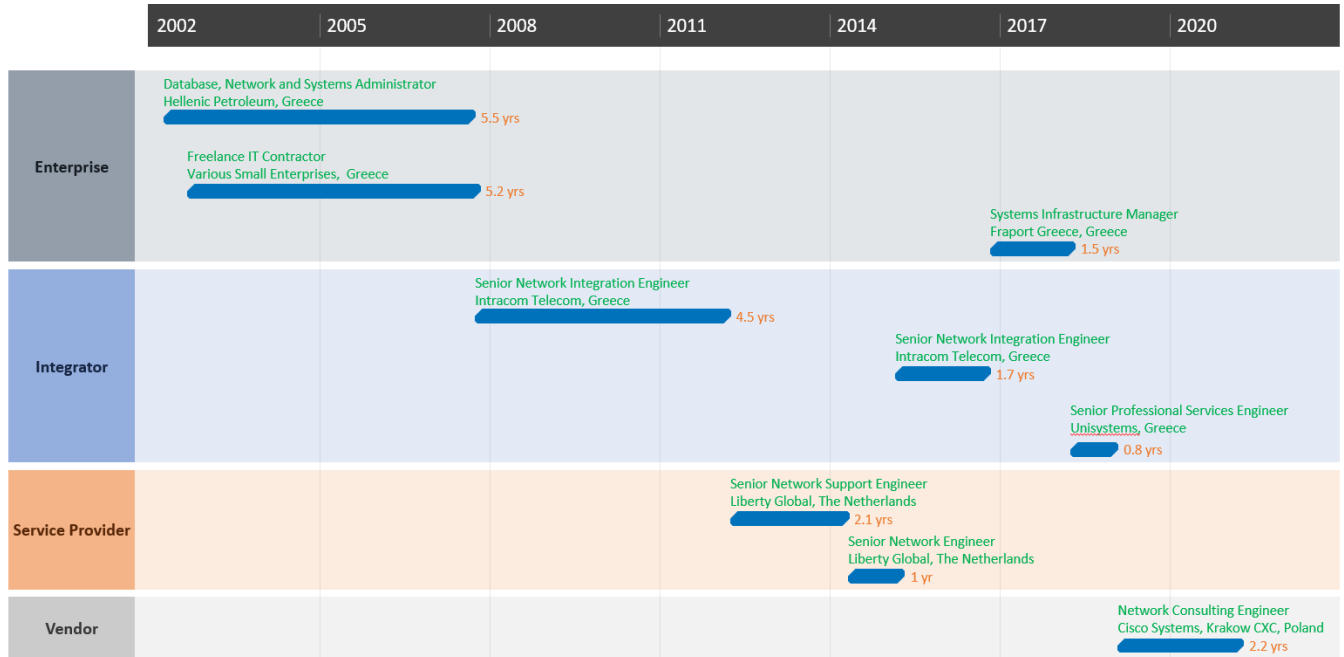 2002 2005 2008 2011 2014 2017 2020
Enterprise
Database, Network and Systems Administrator
Hellenic Petroleum, Greece
5.5 yrs
Freelance IT Contractor
Various Small Enterprises,  Greece
5.2 yrs
Systems Infrastructure Manager
Fraport Greece, Greece
1.5 yrs
Integrator
Senior Network Integration Engineer
Intracom Telecom, Greece
4.5 yrs
Senior Network Integration Engineer
Intracom Telecom, Greece
1.7 yrs
Senior Professional Services Engineer
Unisystems, Greece
0.8 yrs
Service Provider
Senior Network Support Engineer
Liberty Global, The Netherlands
2.1 yrs
Senior Network Engineer
Liberty Global, The Netherlands
1 yr
Vendor
Network Consulting Engineer
Cisco Systems, Krakow CXC, Poland
2.2 yrs